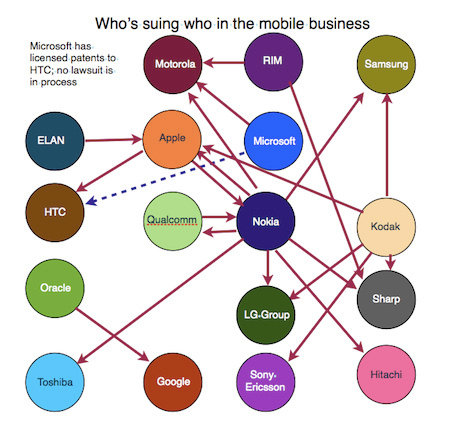 Who's suing who in the mobile business
Microsoft has
licensed patents to
HTC; no lawsuit is
in process
Motorola
RIM
Samsung
ELAN
Apple
Microsoft
HTC
Qualcomm
Nokia
Kodak
Oracle
LG-Group
Sharp
Toshiba
Google
Sony-
Ericsson
Hitachi